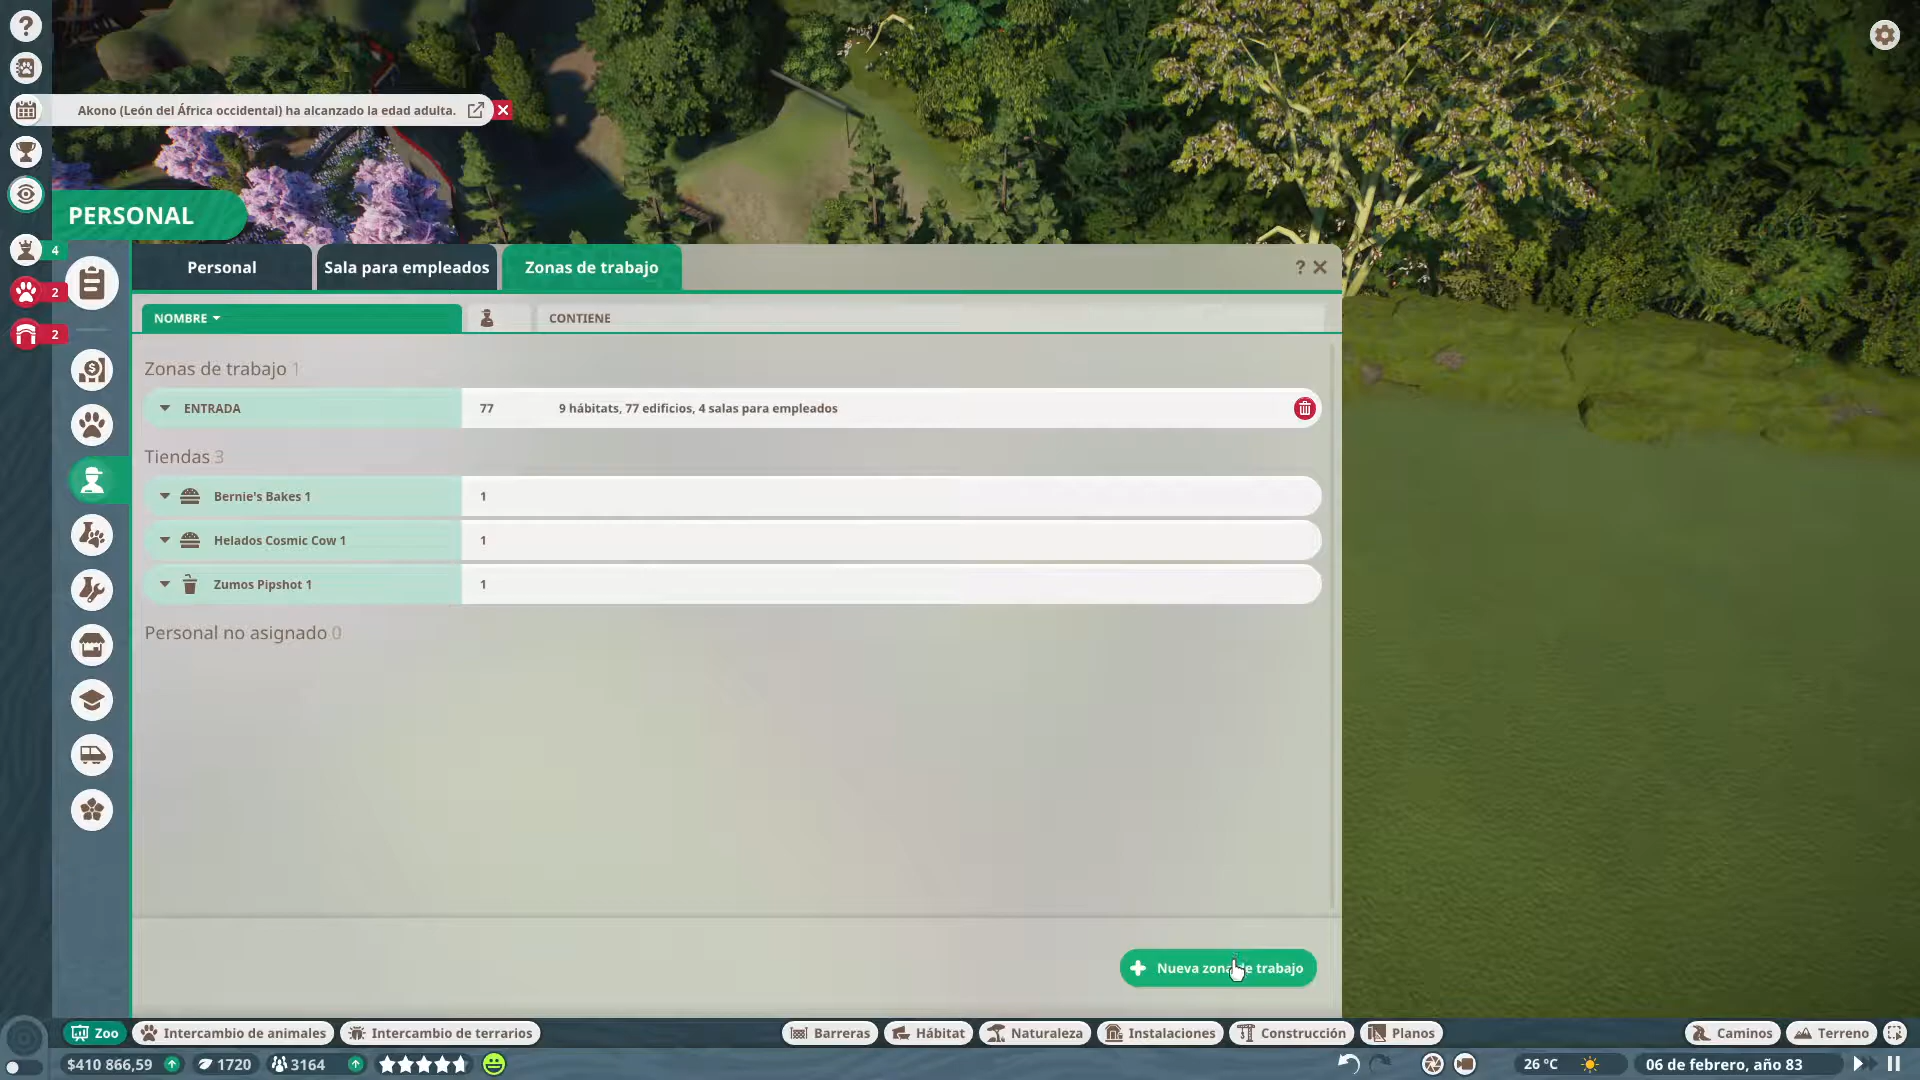 ?
Akono (León del África occidental) ha alcanzado la edad adulta.
PERSONAL
4
2
2
Personal
Sala para empleados
Zonas de trabajo
?
NOMBRE
CONTIENE
Zonas de trabajo 1
ENTRADA
77
9 hábitats, 77 edificios, 4 salas para empleados
Tiendas 3
Bernie's Bakes 1
1
Helados Cosmic Cow 1
1
Zumos Pipshot 1
1
Personal no asignado 0
Nueva zona de trabajo
Zoo
Intercambio de animales
Intercambio de terrarios
Barreras
Hábitat
Naturaleza
Instalaciones
Construcción
Planos
Caminos
Terreno
$410 866,59
1720
3164
26 °C
06 de febrero, año 83